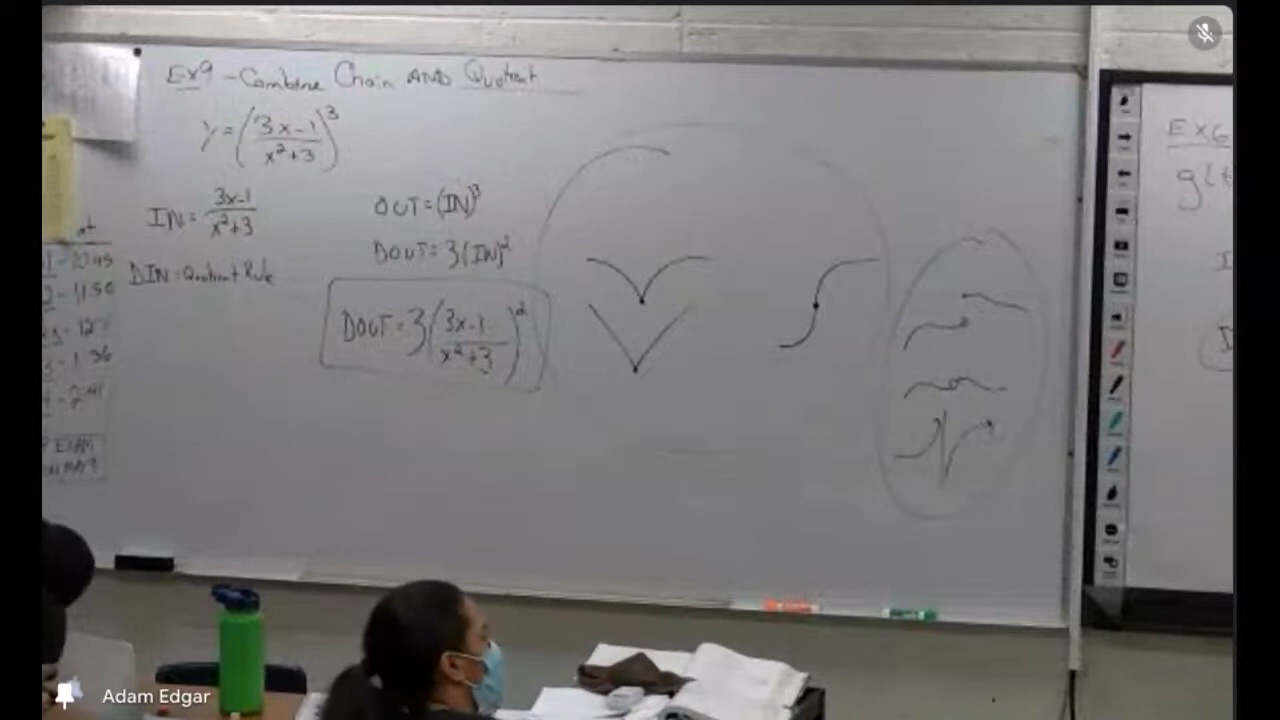 Ex9 - Combine Chain AND Quotient
y = (3x-1/x²+3)³
IN = 3x-1/x²+3
OUT = (IN)³
DOUT = 3(IN)²
DIN = Quotient Rule
DOUT = 3(3x-1/x²+3)²
EXAM
Ex6
Adam Edgar